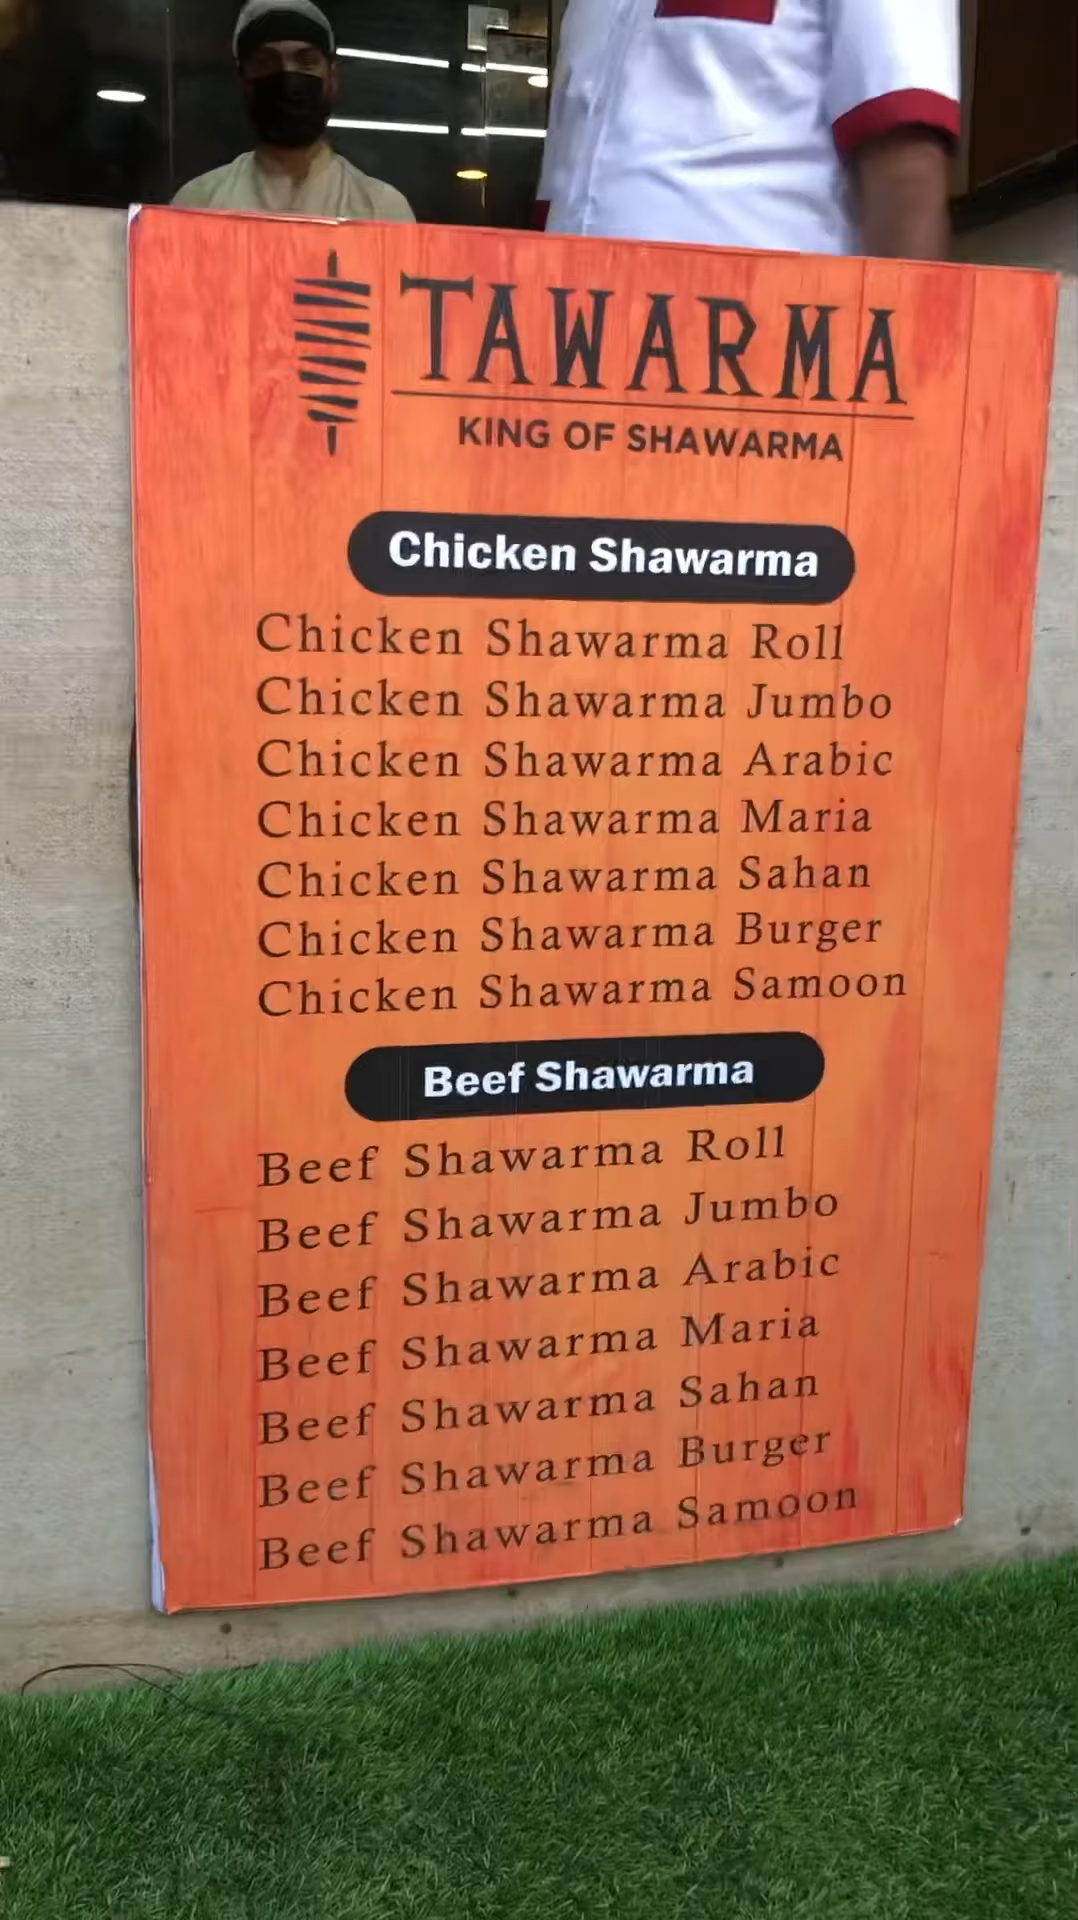 TAWARMA
KING OF SHAWARMA
Chicken Shawarma
Chicken Shawarma Roll
Chicken Shawarma Jumbo
Chicken Shawarma Arabic
Chicken Shawarma Maria
Chicken Shawarma Sahan
Chicken Shawarma Burger
Chicken Shawarma Samoon
Beef Shawarma
Beef Shawarma Roll
Beef Shawarma Jumbo
Beef Shawarma Arabic
Beef Shawarma Maria
Beef Shawarma Sahan
Beef Shawarma Burger
Beef Shawarma Samoon